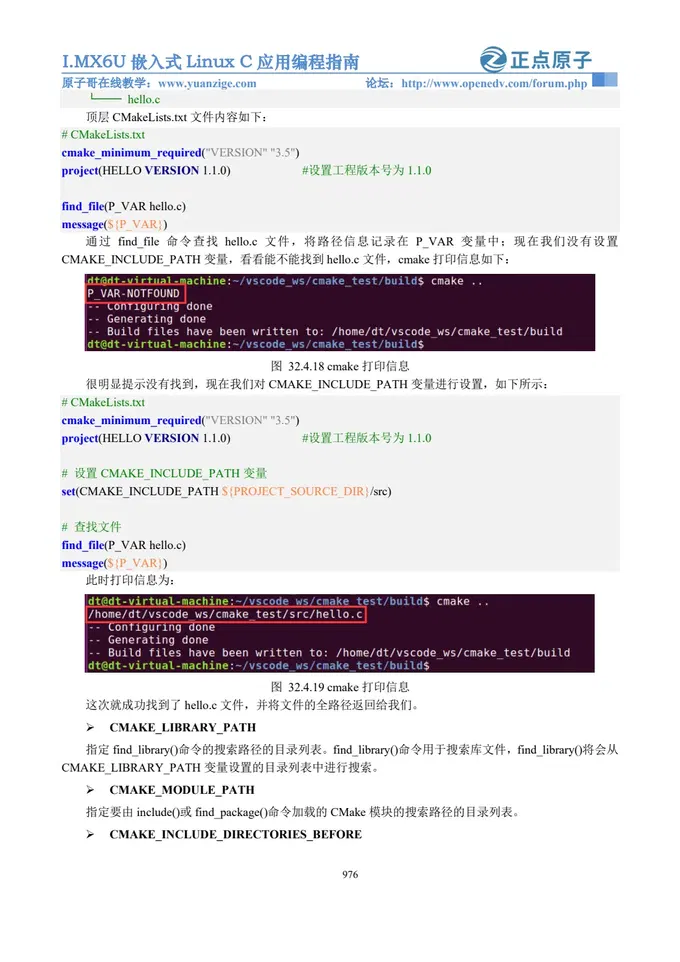 I.MX6U 嵌入式 Linux C 应用编程指南
正点原子
原子哥在线教学：www.yuanzige.com 论坛：http://www.openedv.com/forum.php
└── hello.c
顶层 CMakeLists.txt 文件内容如下：
# CMakeLists.txt
cmake_minimum_required("VERSION" "3.5")
project(HELLO VERSION 1.1.0) #设置工程版本号为 1.1.0
find_file(P_VAR hello.c)
message(${P_VAR})
通过 find_file 命令查找 hello.c 文件，将路径信息记录在 P_VAR 变量中；现在我们没有设置
CMAKE_INCLUDE_PATH 变量，看看能不能找到 hello.c 文件，cmake 打印信息如下：
dt@dt-virtual-machine:~/vscode_ws/cmake_test/build$ cmake ..
P_VAR-NOTFOUND
-- Configuring done
-- Generating done
-- Build files have been written to: /home/dt/vscode_ws/cmake_test/build
dt@dt-virtual-machine:~/vscode_ws/cmake_test/build$
图 32.4.18 cmake 打印信息
很明显提示没有找到，现在我们对 CMAKE_INCLUDE_PATH 变量进行设置，如下所示：
# CMakeLists.txt
cmake_minimum_required("VERSION" "3.5")
project(HELLO VERSION 1.1.0) #设置工程版本号为 1.1.0
# 设置 CMAKE_INCLUDE_PATH 变量
set(CMAKE_INCLUDE_PATH ${PROJECT_SOURCE_DIR}/src)
# 查找文件
find_file(P_VAR hello.c)
message(${P_VAR})
此时打印信息为：
dt@dt-virtual-machine:~/vscode_ws/cmake_test/build$ cmake ..
/home/dt/vscode_ws/cmake_test/src/hello.c
-- Configuring done
-- Generating done
-- Build files have been written to: /home/dt/vscode_ws/cmake_test/build
dt@dt-virtual-machine:~/vscode_ws/cmake_test/build$
图 32.4.19 cmake 打印信息
这次就成功找到了 hello.c 文件，并将文件的全路径返回给我们。
➢ CMAKE_LIBRARY_PATH
指定 find_library()命令的搜索路径的目录列表。find_library()命令用于搜索库文件，find_library()将会从
CMAKE_LIBRARY_PATH 变量设置的目录列表中进行搜索。
➢ CMAKE_MODULE_PATH
指定要由 include()或 find_package()命令加载的 CMake 模块的搜索路径的目录列表。
➢ CMAKE_INCLUDE_DIRECTORIES_BEFORE
976